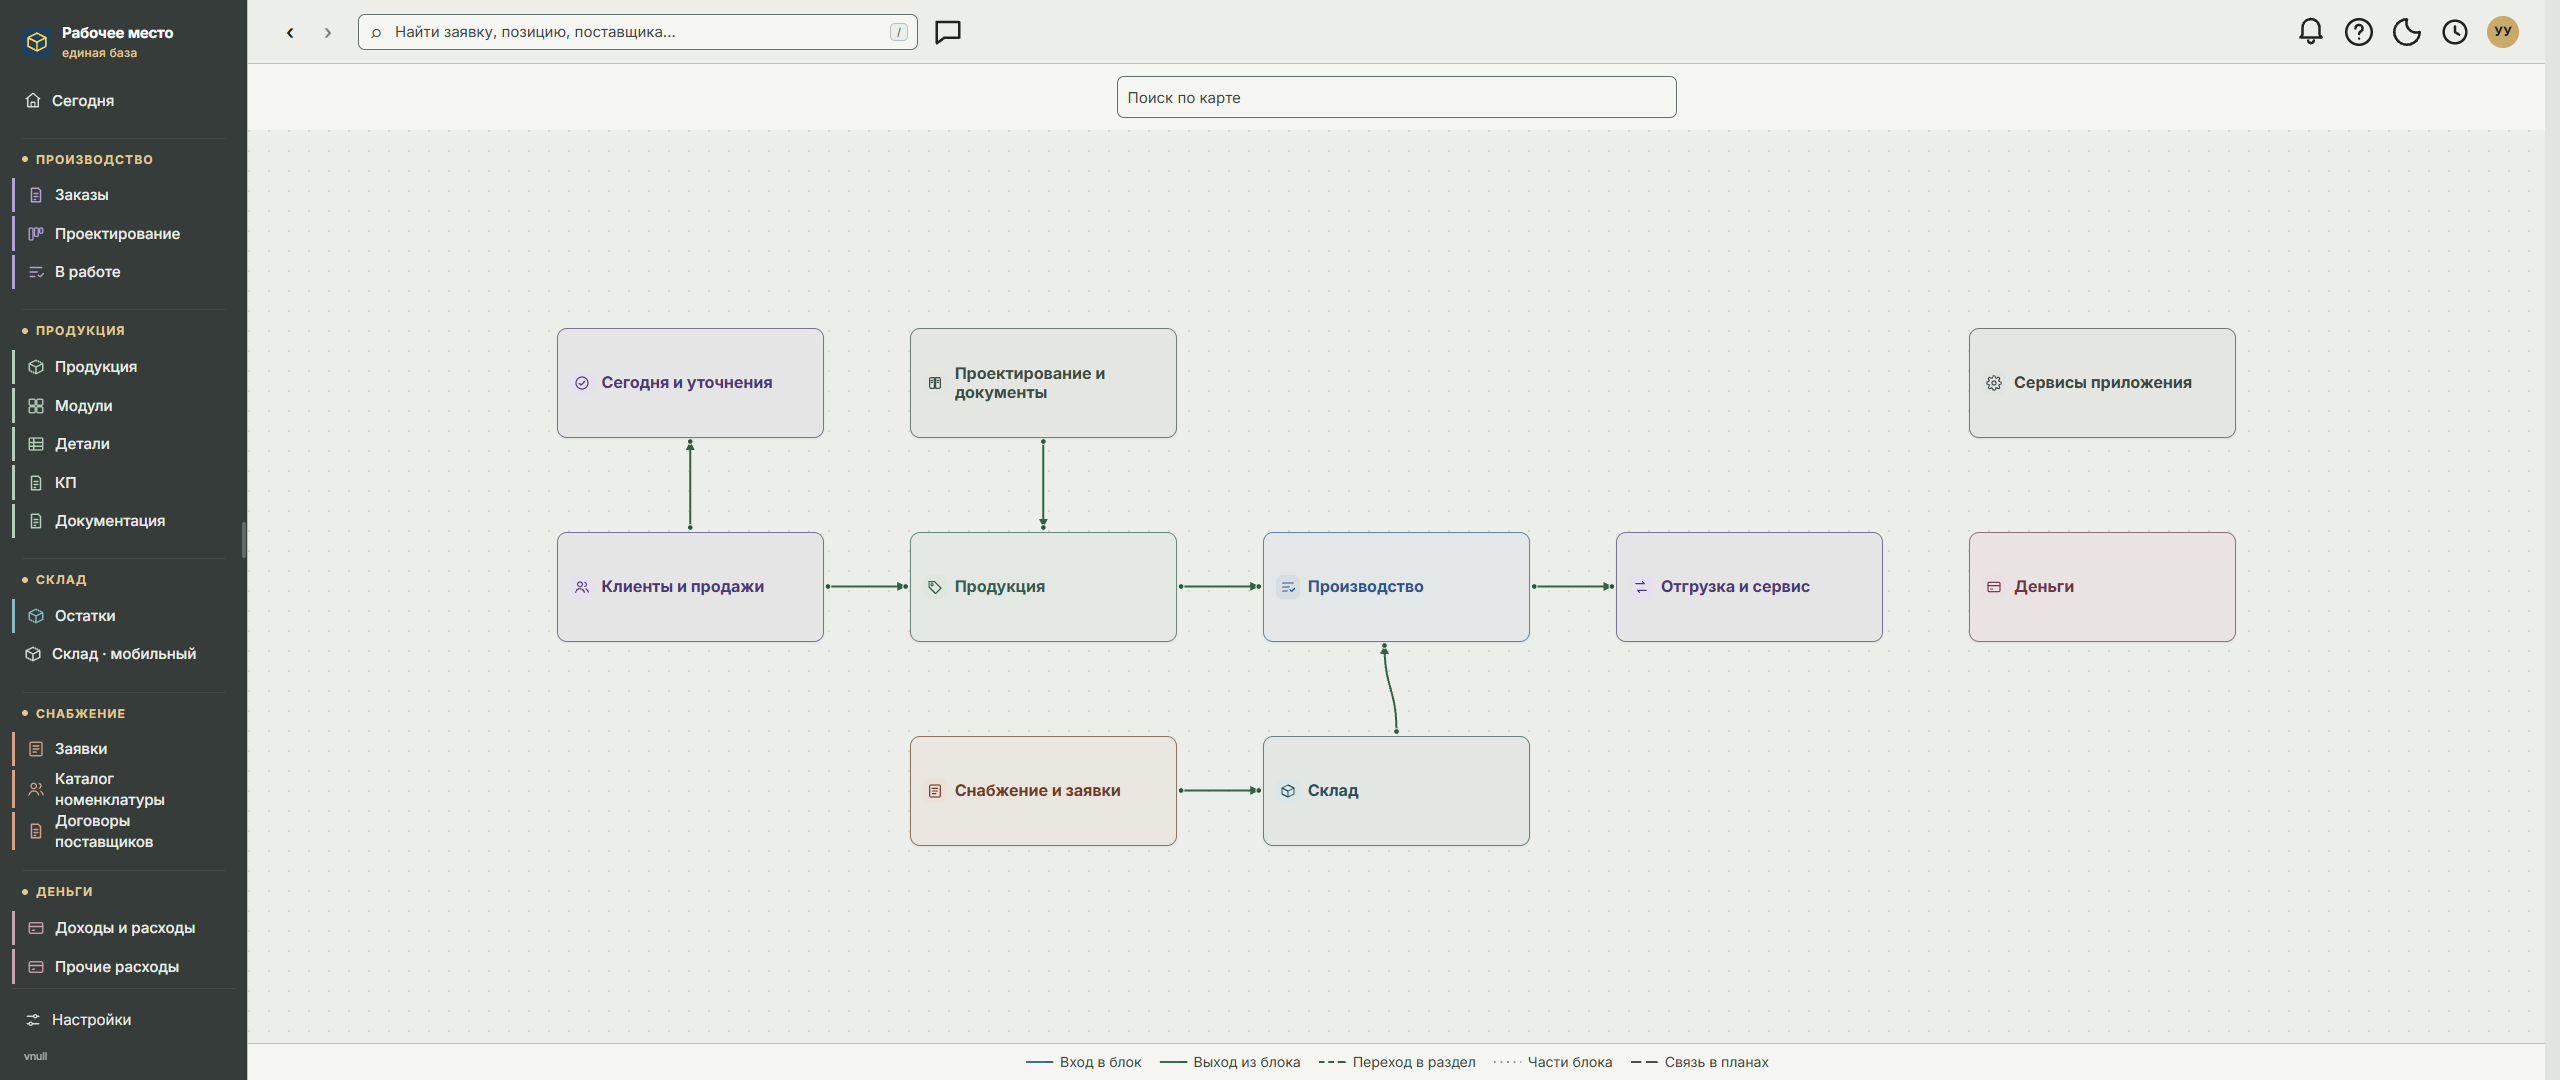 Рабочее место
единая база
Сегодня
ПРОИЗВОДСТВО
Заказы
Проектирование
В работе
ПРОДУКЦИЯ
Продукция
Модули
Детали
КП
Документация
СКЛАД
Остатки
Склад · мобильный
СНАБЖЕНИЕ
Заявки
Каталог
номенклатуры
Договоры
поставщиков
ДЕНЬГИ
Доходы и расходы
Прочие расходы
Настройки
vnull
Найти заявку, позицию, поставщика...
/
УУ
Поиск по карте
Сегодня и уточнения
Проектирование и
документы
Сервисы приложения
Клиенты и продажи
Продукция
Производство
Отгрузка и сервис
Деньги
Снабжение и заявки
Склад
Вход в блок
Выход из блока
Переход в раздел
Части блока
Связь в планах